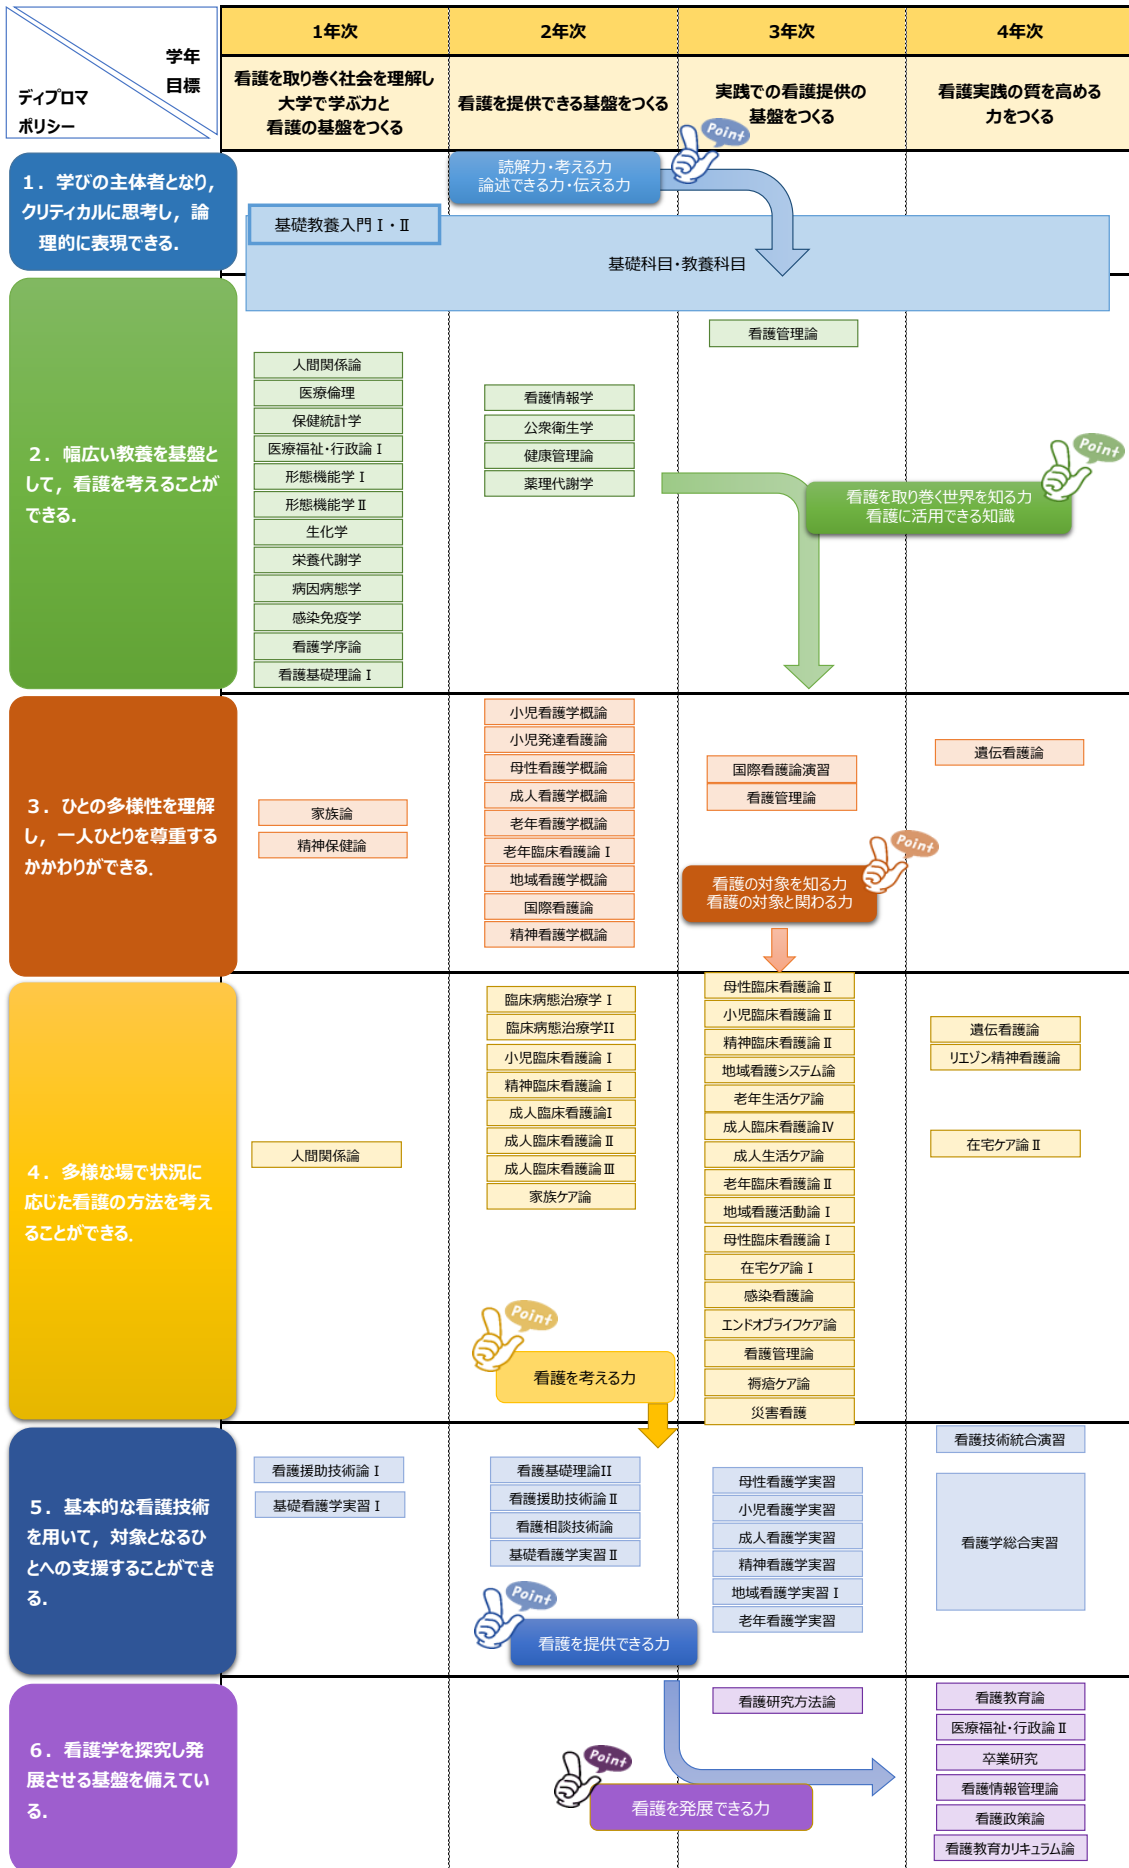 学年
目標
ディプロマ
ポリシー
1年次
2年次
3年次
4年次
看護を取り巻く社会を理解し
大学で学ぶ力と
看護の基盤をつくる
看護を提供できる基盤をつくる
実践での看護提供の
基盤をつくる
看護実践の質を高める
力をつくる
1．学びの主体者となり，
クリティカルに思考し，論
理的に表現できる．
読解力・考える力
論述できる力・伝える力
Point
基礎教養入門Ⅰ・Ⅱ
基礎科目・教養科目
2．幅広い教養を基盤と
して，看護を考えることが
できる．
人間関係論
医療倫理
保健統計学
医療福祉・行政論Ⅰ
形態機能学Ⅰ
形態機能学Ⅱ
生化学
栄養代謝学
病因病態学
感染免疫学
看護学序論
看護基礎理論Ⅰ
看護情報学
公衆衛生学
健康管理論
薬理代謝学
看護管理論
Point
看護を取り巻く世界を知る力
看護に活用できる知識
3．ひとの多様性を理解
し，一人ひとりを尊重する
かかわりができる．
家族論
精神保健論
小児看護学概論
小児発達看護論
母性看護学概論
成人看護学概論
老年看護学概論
老年臨床看護論Ⅰ
地域看護学概論
国際看護論
精神看護学概論
国際看護論演習
看護管理論
Point
看護の対象を知る力
看護の対象と関わる力
遺伝看護論
4．多様な場で状況に
応じた看護の方法を考え
ることができる．
人間関係論
臨床病態治療学Ⅰ
臨床病態治療学II
小児臨床看護論Ⅰ
精神臨床看護論Ⅰ
成人臨床看護論I
成人臨床看護論Ⅱ
成人臨床看護論Ⅲ
家族ケア論
Point
看護を考える力
母性臨床看護論Ⅱ
小児臨床看護論Ⅱ
精神臨床看護論Ⅱ
地域看護システム論
老年生活ケア論
成人臨床看護論Ⅳ
成人生活ケア論
老年臨床看護論Ⅱ
地域看護活動論Ⅰ
母性臨床看護論Ⅰ
在宅ケア論Ⅰ
感染看護論
エンドオブライフケア論
看護管理論
褥瘡ケア論
災害看護
遺伝看護論
リエゾン精神看護論
在宅ケア論Ⅱ
5．基本的な看護技術
を用いて，対象となるひ
とへの支援することができ
る．
看護援助技術論Ⅰ
基礎看護学実習Ⅰ
看護基礎理論II
看護援助技術論Ⅱ
看護相談技術論
基礎看護学実習Ⅱ
Point
看護を提供できる力
母性看護学実習
小児看護学実習
成人看護学実習
精神看護学実習
地域看護学実習Ⅰ
老年看護学実習
看護技術統合演習
看護学総合実習
6．看護学を探究し発
展させる基盤を備えてい
る．
Point
看護を発展できる力
看護研究方法論
看護教育論
医療福祉・行政論Ⅱ
卒業研究
看護情報管理論
看護政策論
看護教育カリキュラム論